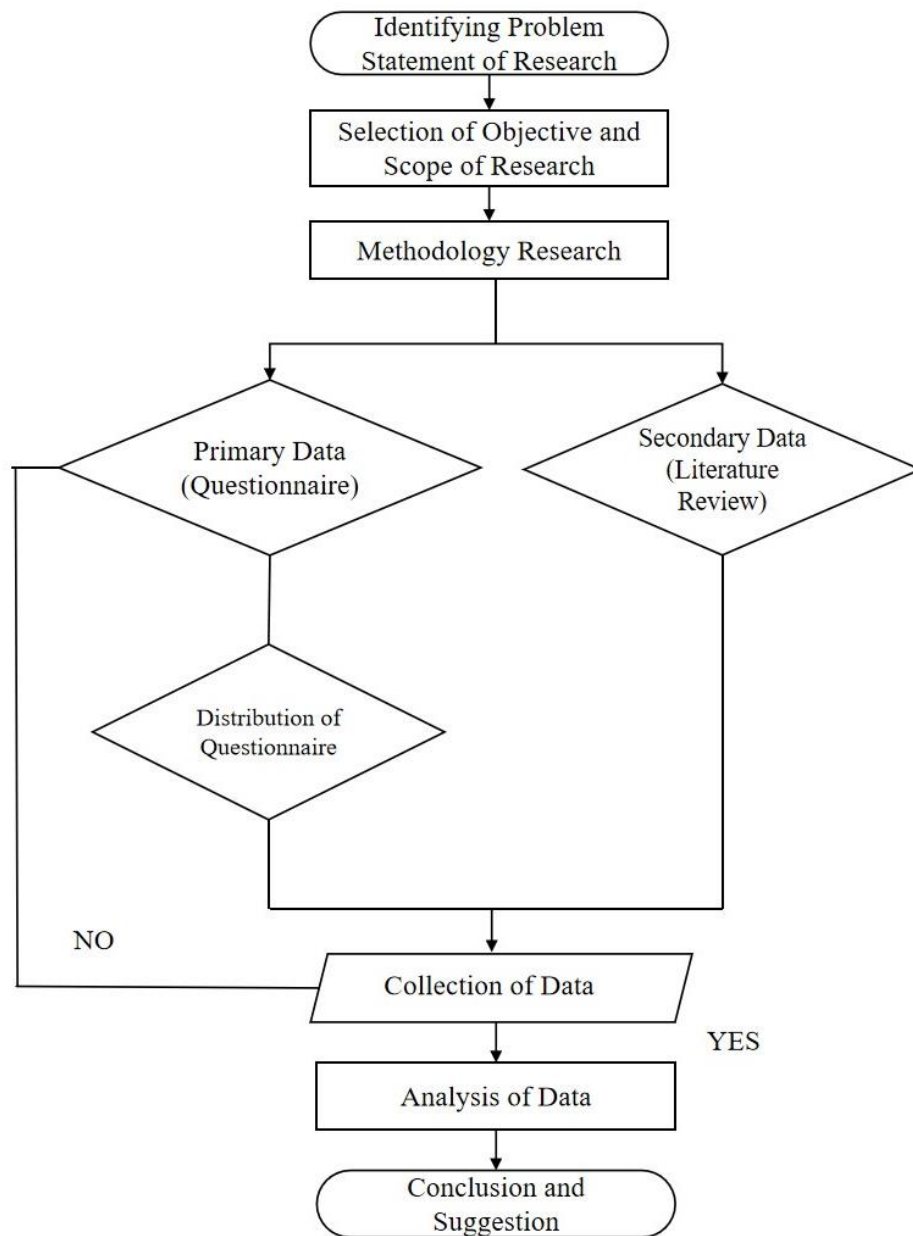 Identifying Problem
Statement of Research
Selection of Objective and
Scope of Research
Methodology Research
Primary Data
(Questionnaire)
Secondary Data
(Literature
Review)
Distribution of
Questionnaire
NO
Collection of Data
YES
Analysis of Data
Conclusion and
Suggestion